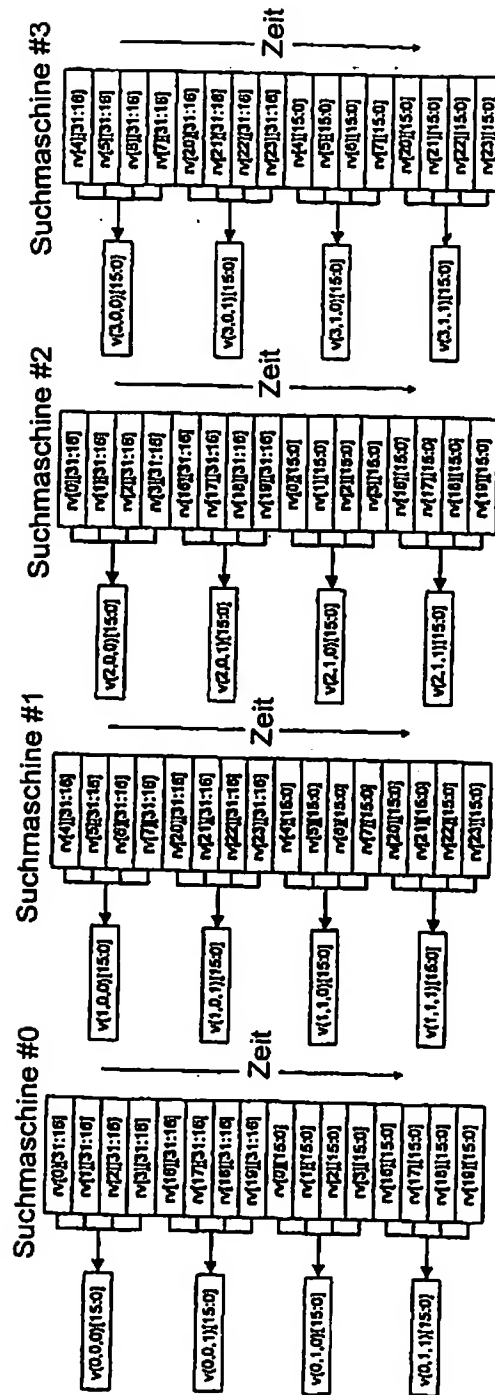 Suchmaschine #0
rv[0][31:16]
rv[1][31:16]
rv[2][31:16]
rv[3][31:16]
rv[16][31:16]
rv[17][31:16]
rv[18][31:16]
rv[19][31:16]
rv[0][15:0]
rv[1][15:0]
rv[2][15:0]
rv[3][15:0]
rv[16][15:0]
rv[17][15:0]
rv[18][15:0]
rv[19][15:0]
v(0,0,0)[15:0]
v(0,0,1)[15:0]
v(0,1,0)[15:0]
v(0,1,1)[15:0]
Zeit
Suchmaschine #1
rv[4][31:16]
rv[5][31:16]
rv[6][31:16]
rv[7][31:16]
rv[20][31:16]
rv[21][31:16]
rv[22][31:16]
rv[23][31:16]
rv[4][15:0]
rv[5][15:0]
rv[6][15:0]
rv[7][15:0]
rv[20][15:0]
rv[21][15:0]
rv[22][15:0]
rv[23][15:0]
v(1,0,0)[15:0]
v(1,0,1)[15:0]
v(1,1,0)[15:0]
v(1,1,1)[15:0]
Zeit
Suchmaschine #2
rv[0][31:16]
rv[1][31:16]
rv[2][31:16]
rv[3][31:16]
rv[16][31:16]
rv[17][31:16]
rv[18][31:16]
rv[19][31:16]
rv[0][15:0]
rv[1][15:0]
rv[2][15:0]
rv[3][15:0]
rv[16][15:0]
rv[17][15:0]
rv[18][15:0]
rv[19][15:0]
v(2,0,0)[15:0]
v(2,0,1)[15:0]
v(2,1,0)[15:0]
v(2,1,1)[15:0]
Zeit
Suchmaschine #3
rv[4][31:16]
rv[5][31:16]
rv[6][31:16]
rv[7][31:16]
rv[20][31:16]
rv[21][31:16]
rv[22][31:16]
rv[23][31:16]
rv[4][15:0]
rv[5][15:0]
rv[6][15:0]
rv[7][15:0]
rv[20][15:0]
rv[21][15:0]
rv[22][15:0]
rv[23][15:0]
v(3,0,0)[15:0]
v(3,0,1)[15:0]
v(3,1,0)[15:0]
v(3,1,1)[15:0]
Zeit